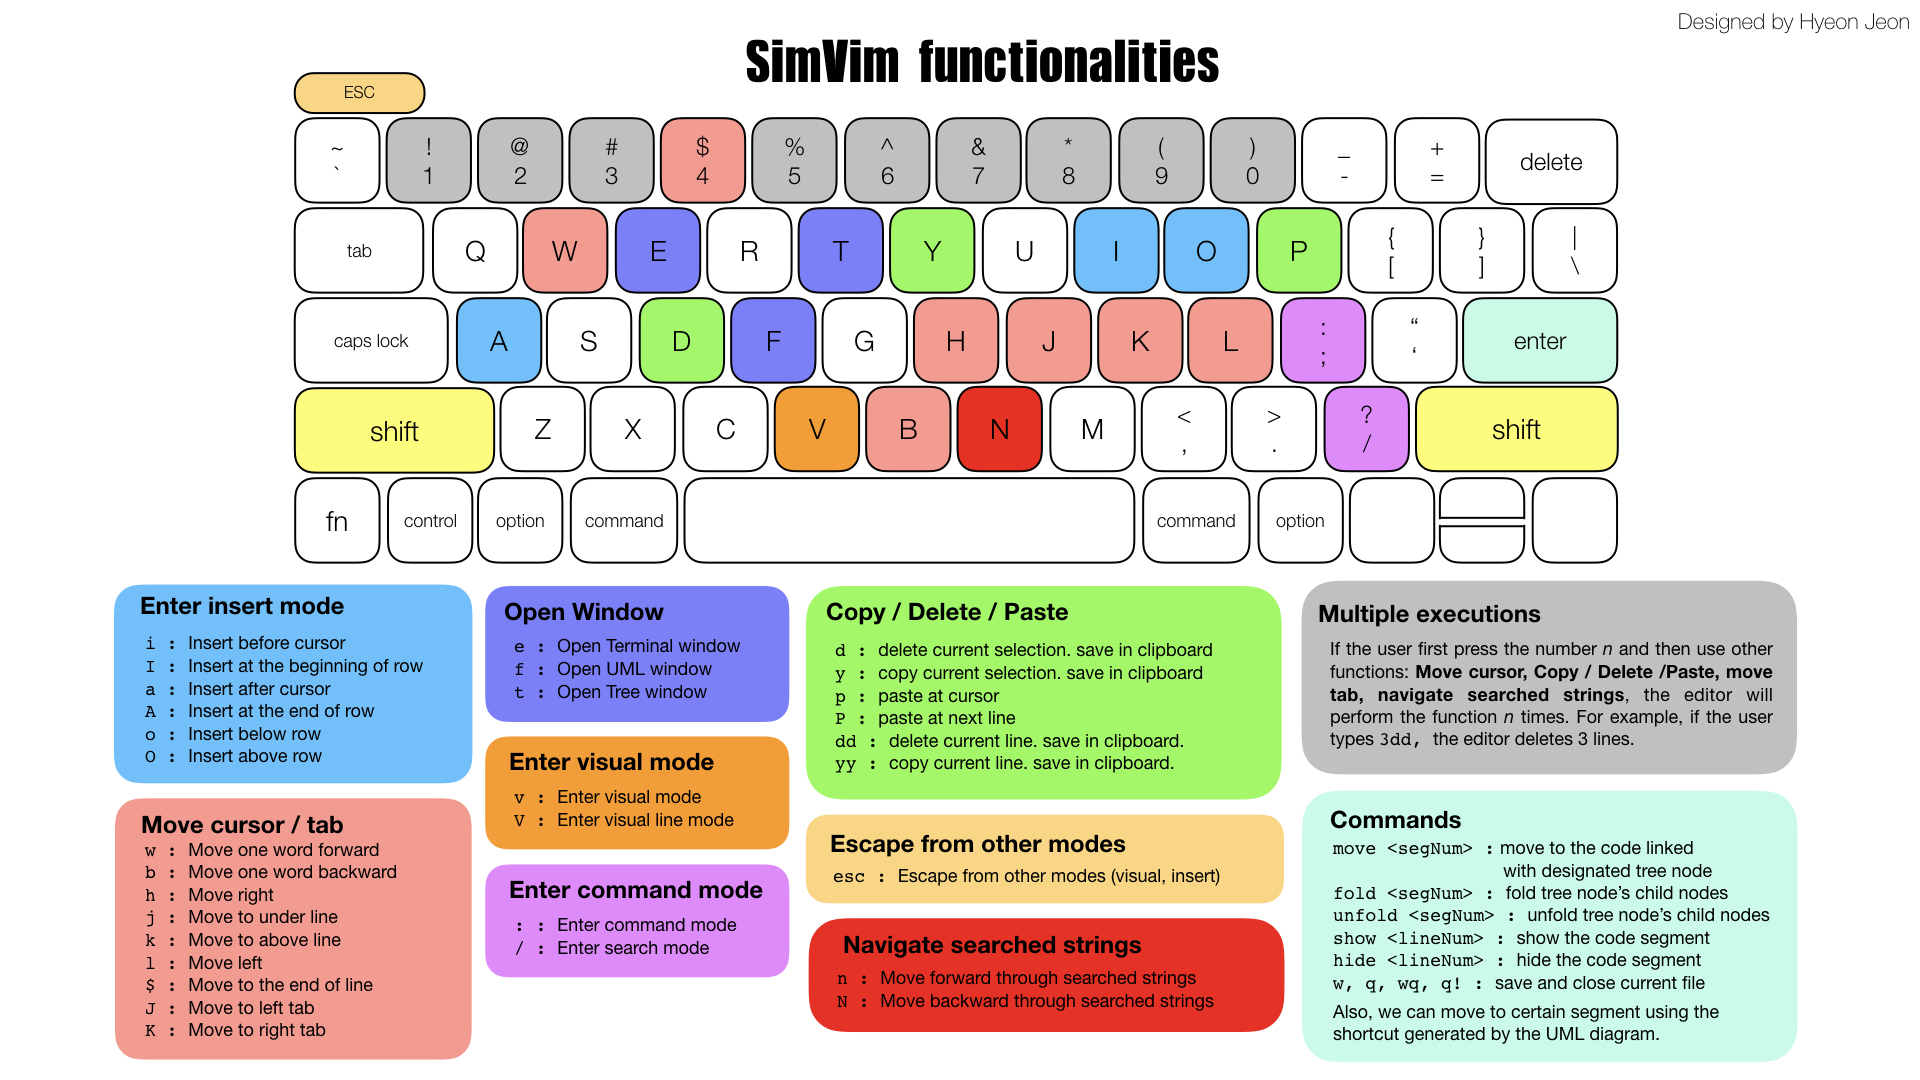 Designed by Hyeon Jeon
SimVim functionalities
ESC
~ ! @ # $ % ^ & * ( ) _ +
` 1 2 3 4 5 6 7 8 9 0 - = delete
tab Q W E R T Y U I O P { [ } ] | \
caps lock A S D F G H J K L : ; “ ‘ enter
shift Z X C V B N M < , > . ? / shift
fn control option command command option
Enter insert mode
i : Insert before cursor
I : Insert at the beginning of row
a : Insert after cursor
A : Insert at the end of row
o : Insert below row
O : Insert above row
Move cursor / tab
w : Move one word forward
b : Move one word backward
h : Move right
j : Move to under line
k : Move to above line
l : Move left
$ : Move to the end of line
J : Move to left tab
K : Move to right tab
Open Window
e : Open Terminal window
f : Open UML window
t : Open Tree window
Enter visual mode
v : Enter visual mode
V : Enter visual line mode
Enter command mode
: : Enter command mode
/ : Enter search mode
Copy / Delete / Paste
d : delete current selection. save in clipboard
y : copy current selection. save in clipboard
p : paste at cursor
P : paste at next line
dd : delete current line. save in clipboard.
yy : copy current line. save in clipboard.
Escape from other modes
esc : Escape from other modes (visual, insert)
Navigate searched strings
n : Move forward through searched strings
N : Move backward through searched strings
Multiple executions
If the user first press the number n and then use other
functions: Move cursor, Copy / Delete /Paste, move
tab, navigate searched strings, the editor will
perform the function n times. For example, if the user
types 3dd, the editor deletes 3 lines.
Commands
move <segNum> : move to the code linked
with designated tree node
fold <segNum> : fold tree node’s child nodes
unfold <segNum> : unfold tree node’s child nodes
show <lineNum> : show the code segment
hide <lineNum> : hide the code segment
w, q, wq, q! : save and close current file
Also, we can move to certain segment using the
shortcut generated by the UML diagram.